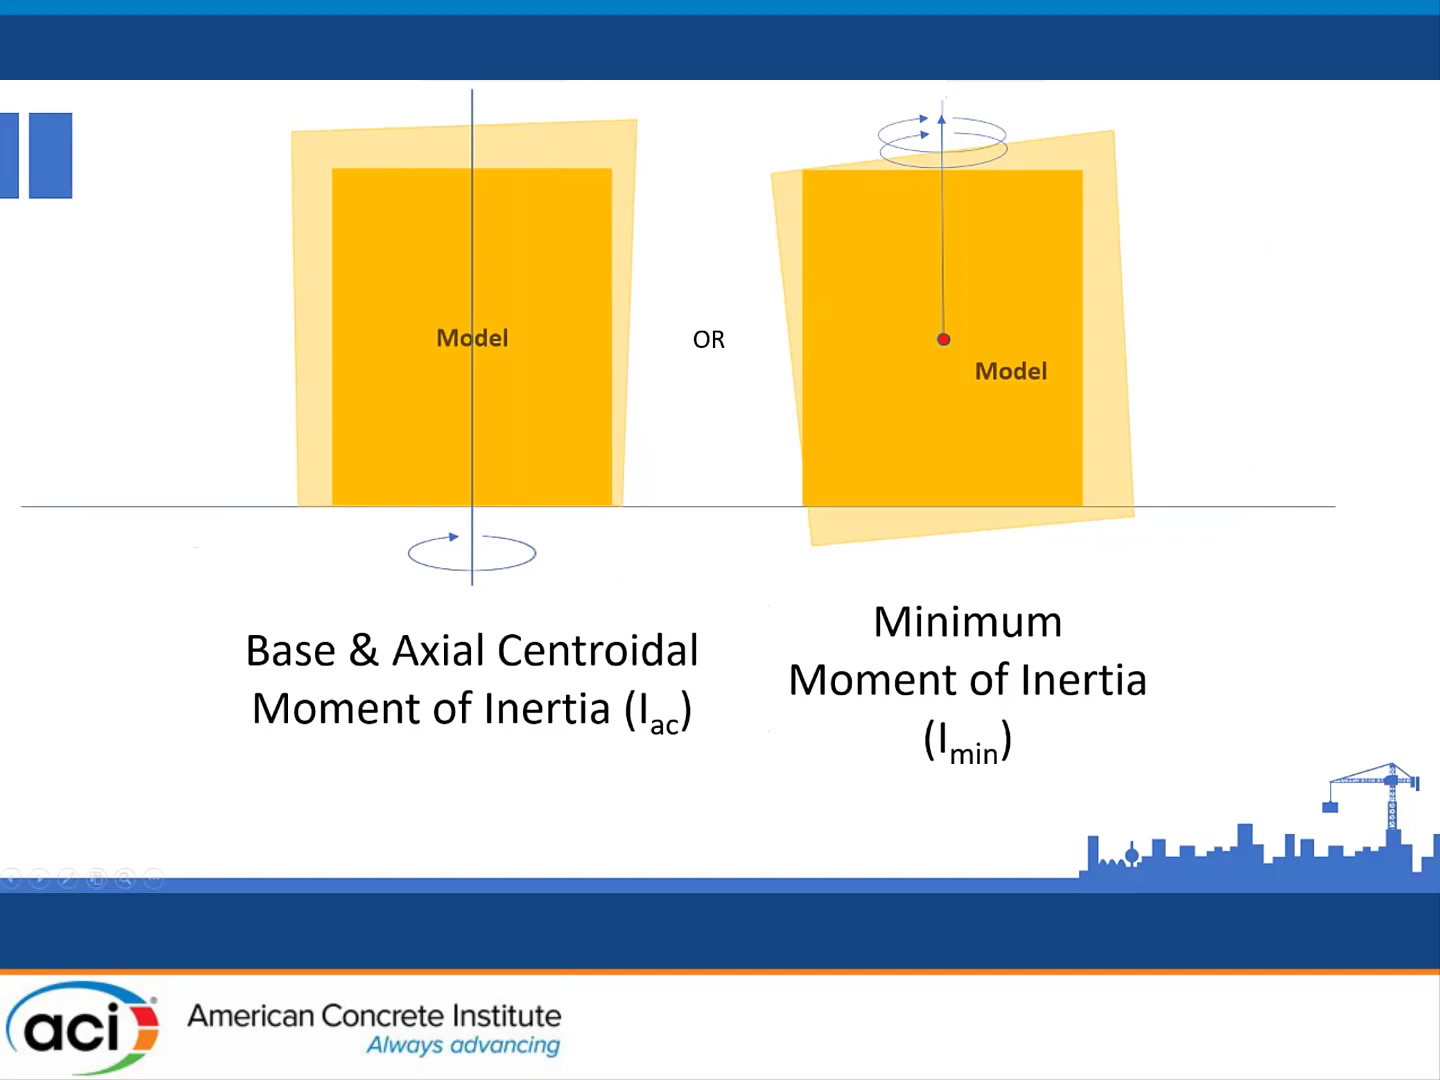 Model
OR
Model
Base & Axial Centroidal
Moment of Inertia (Iac)
Minimum
Moment of Inertia
(Imin)
aci®
American Concrete Institute
Always advancing